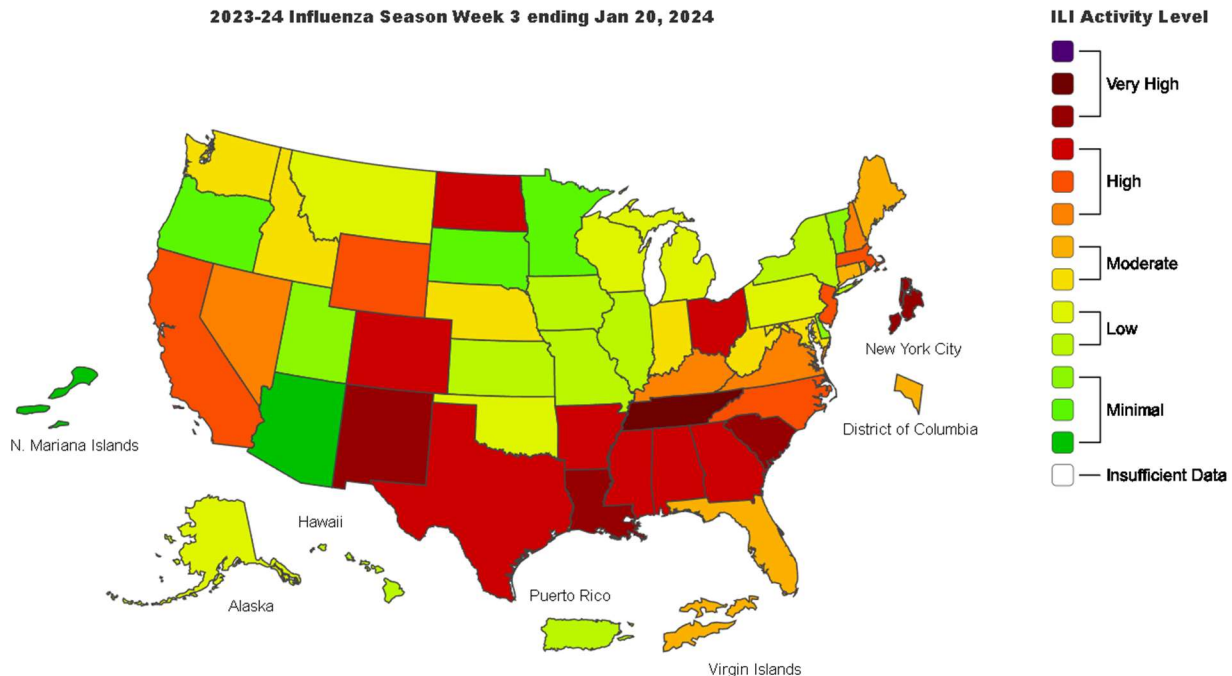 2023-24 Influenza Season Week 3 ending Jan 20, 2024
ILI Activity Level
Very High
High
Moderate
Low
Minimal
Insufficient Data
New York City
District of Columbia
N. Mariana Islands
Hawaii
Alaska
Puerto Rico
Virgin Islands